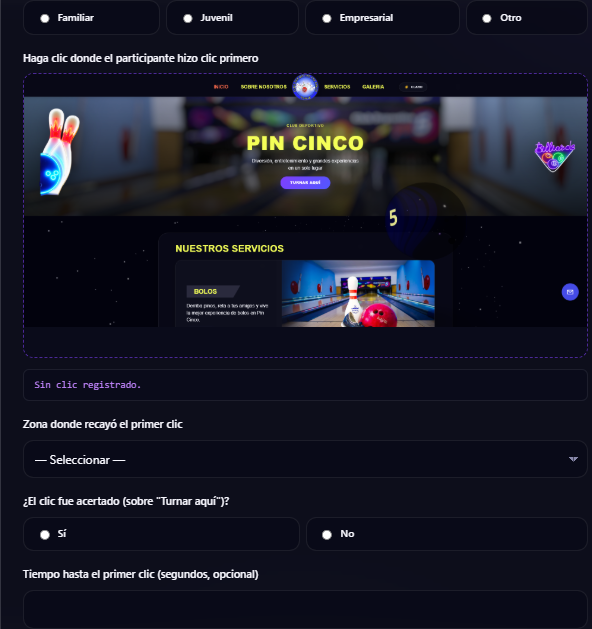 Familiar
Juvenil
Empresarial
Otro
Haga clic donde el participante hizo clic primero
INICIO
SOBRE NOSOTROS
SERVICIOS
GALERIA
CLUB DEPORTIVO
PIN CINCO
Diversión, entretenimiento y grandes experiencias
en un solo lugar
TURNAR AQUÍ
Billiards
5
NUESTROS SERVICIOS
BOLOS
Derriba pinos, reta a tus amigos y vive
la mejor experiencia de bolos en Pin
Cinco.
Sin clic registrado.
Zona donde recayó el primer clic
— Seleccionar —
¿El clic fue acertado (sobre "Turnar aquí")?
Sí
No
Tiempo hasta el primer clic (segundos, opcional)